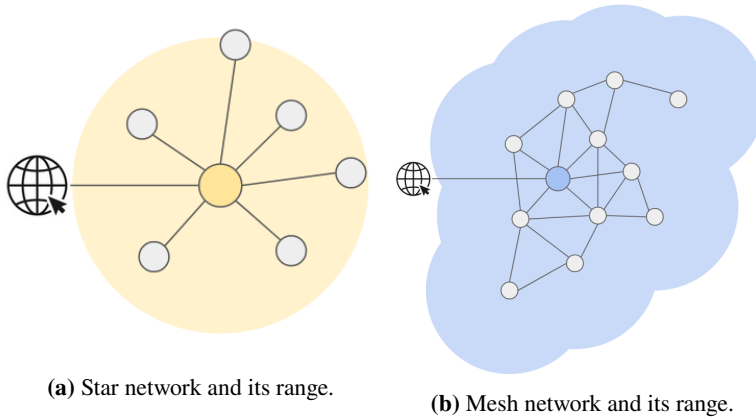 (a) Star network and its range.
(b) Mesh network and its range.